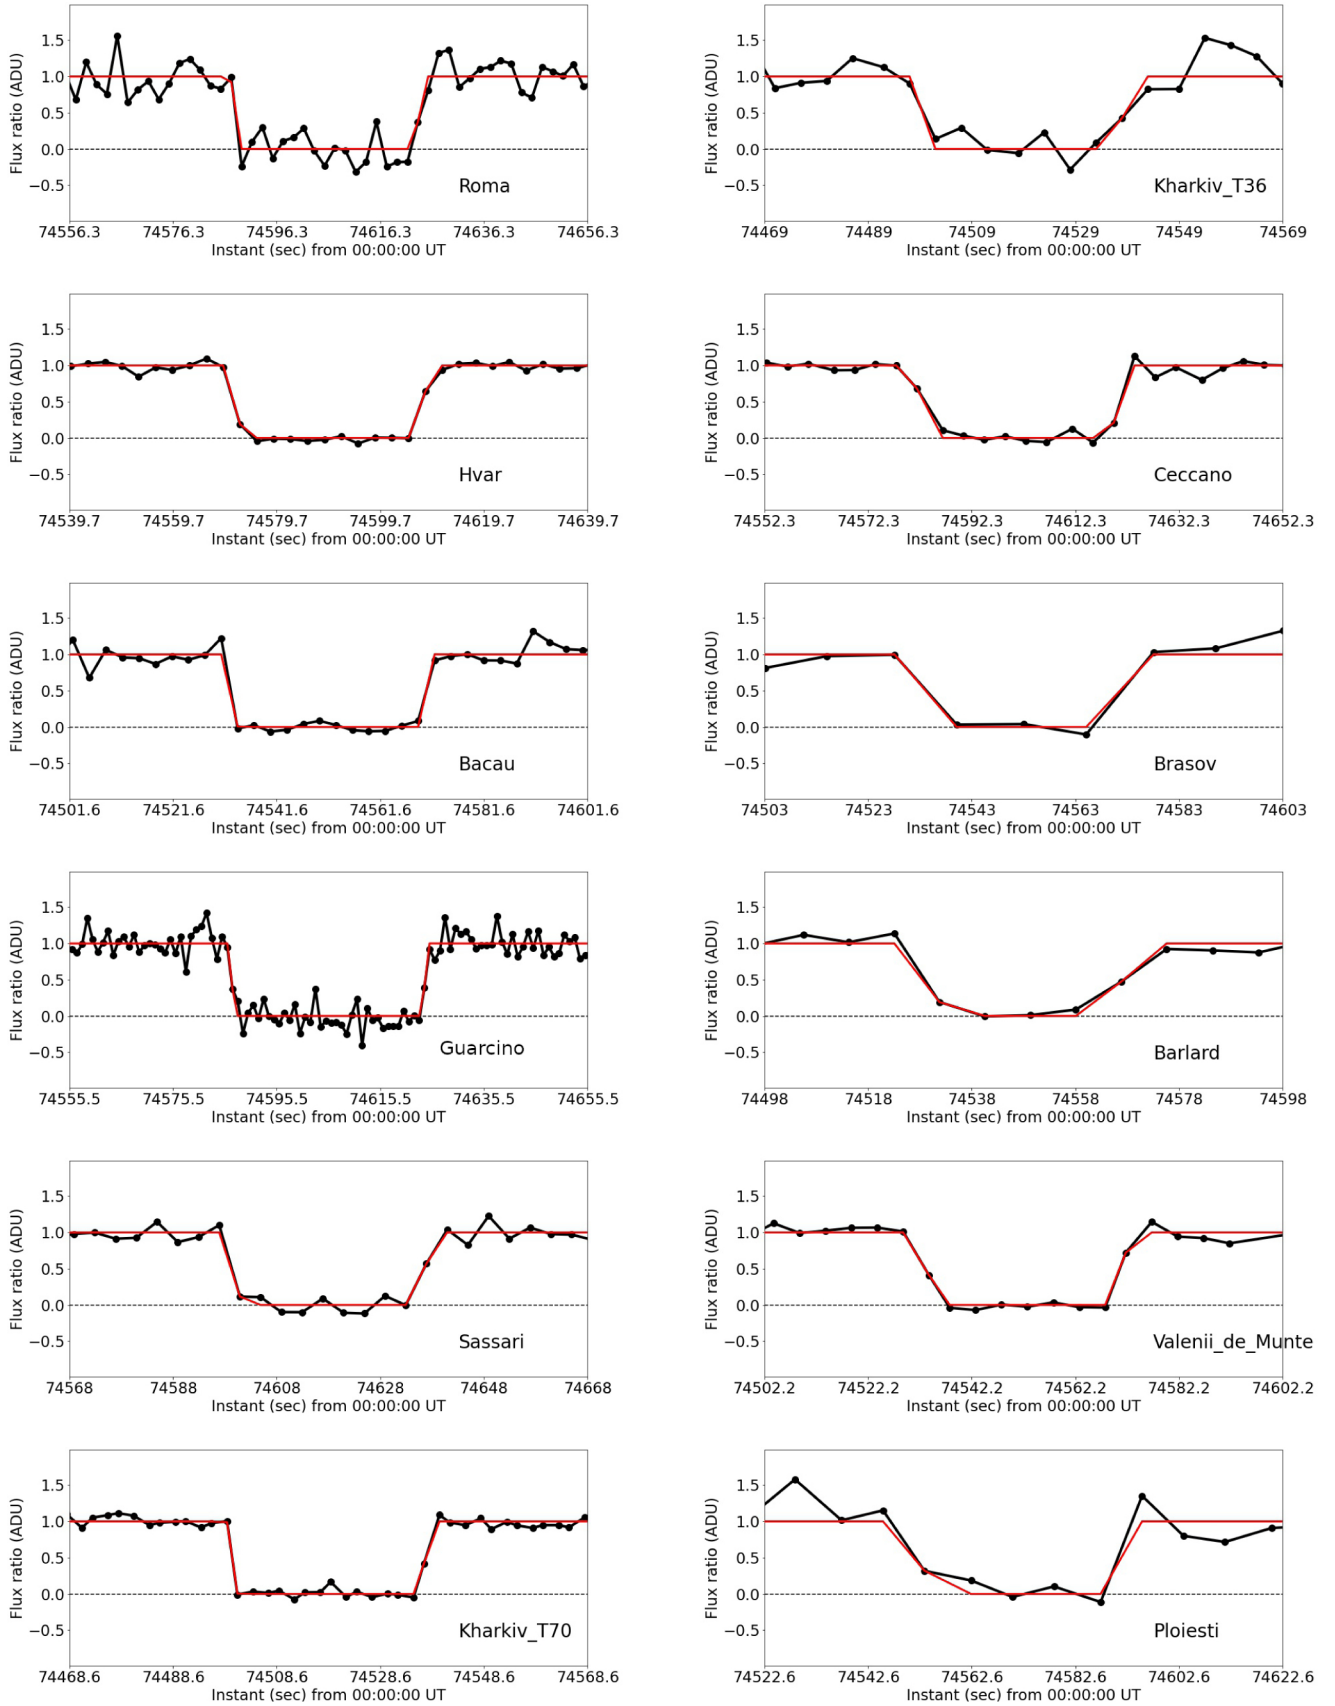 Flux ratio (ADU)
1.5
1.0
0.5
0.0
−0.5
Roma
74556.3 74576.3 74596.3 74616.3 74636.3 74656.3
Instant (sec) from 00:00:00 UT
Flux ratio (ADU)
1.5
1.0
0.5
0.0
−0.5
Kharkiv_T36
74469 74489 74509 74529 74549 74569
Instant (sec) from 00:00:00 UT
Flux ratio (ADU)
1.5
1.0
0.5
0.0
−0.5
Hvar
74539.7 74559.7 74579.7 74599.7 74619.7 74639.7
Instant (sec) from 00:00:00 UT
Flux ratio (ADU)
1.5
1.0
0.5
0.0
−0.5
Ceccano
74552.3 74572.3 74592.3 74612.3 74632.3 74652.3
Instant (sec) from 00:00:00 UT
Flux ratio (ADU)
1.5
1.0
0.5
0.0
−0.5
Bacau
74501.6 74521.6 74541.6 74561.6 74581.6 74601.6
Instant (sec) from 00:00:00 UT
Flux ratio (ADU)
1.5
1.0
0.5
0.0
−0.5
Brasov
74503 74523 74543 74563 74583 74603
Instant (sec) from 00:00:00 UT
Flux ratio (ADU)
1.5
1.0
0.5
0.0
−0.5
Guarcino
74555.5 74575.5 74595.5 74615.5 74635.5 74655.5
Instant (sec) from 00:00:00 UT
Flux ratio (ADU)
1.5
1.0
0.5
0.0
−0.5
Barlard
74498 74518 74538 74558 74578 74598
Instant (sec) from 00:00:00 UT
Flux ratio (ADU)
1.5
1.0
0.5
0.0
−0.5
Sassari
74568 74588 74608 74628 74648 74668
Instant (sec) from 00:00:00 UT
Flux ratio (ADU)
1.5
1.0
0.5
0.0
−0.5
Valenii_de_Munte
74502.2 74522.2 74542.2 74562.2 74582.2 74602.2
Instant (sec) from 00:00:00 UT
Flux ratio (ADU)
1.5
1.0
0.5
0.0
−0.5
Kharkiv_T70
74468.6 74488.6 74508.6 74528.6 74548.6 74568.6
Instant (sec) from 00:00:00 UT
Flux ratio (ADU)
1.5
1.0
0.5
0.0
−0.5
Ploiesti
74522.6 74542.6 74562.6 74582.6 74602.6 74622.6
Instant (sec) from 00:00:00 UT